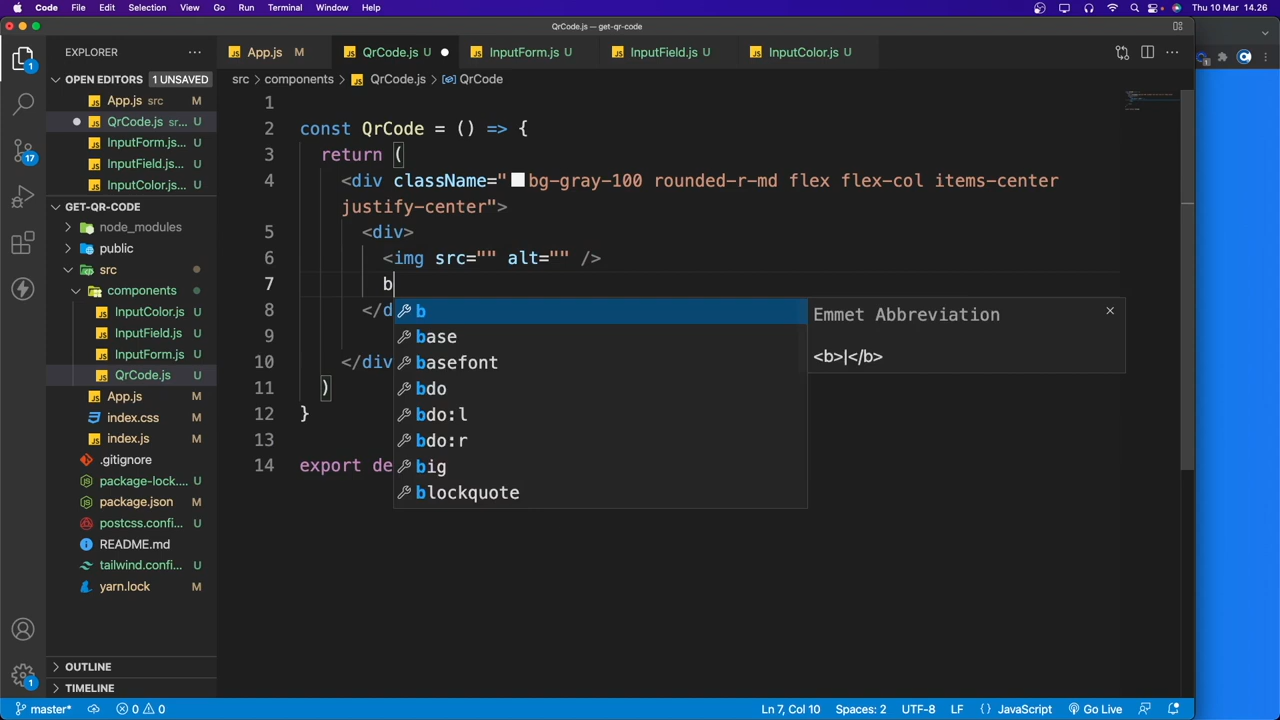 Code File Edit Selection View Go Run Terminal Window Help Thu 10 Mar 14.26
QrCode.js — get-qr-code
EXPLORER
App.js M
QrCode.js U
InputForm.js U
InputField.js U
InputColor.js U
OPEN EDITORS 1 UNSAVED
App.js src M
QrCode.js sr... U
InputForm.js... U
InputField.js... U
InputColor.js... U
GET-QR-CODE
node_modules
public
src
components
InputColor.js U
InputField.js U
InputForm.js U
QrCode.js U
App.js M
index.css M
index.js M
.gitignore
package-lock.... M
package.json M
postcss.confi... U
README.md M
tailwind.confi... U
yarn.lock M
OUTLINE
TIMELINE
src > components > QrCode.js > QrCode
1
2 const QrCode = () => {
3 return (
4 <div className="bg-gray-100 rounded-r-md flex flex-col items-center
justify-center">
5 <div>
6 <img src="" alt="" />
7 b
8 </d
9
10 </div
11 )
12 }
13
14 export de
b
base
basefont
bdo
bdo:l
bdo:r
big
blockquote
Emmet Abbreviation
<b>|</b>
1
17
1
master* 0 0 Ln 7, Col 10 Spaces: 2 UTF-8 LF { } JavaScript Go Live